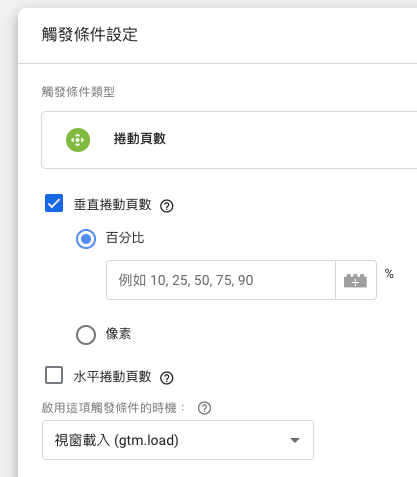 觸發條件設定
觸發條件類型
捲動頁數
垂直捲動頁數
百分比
例如 10, 25, 50, 75, 90
%
像素
水平捲動頁數
啟用這項觸發條件的時機：
視窗載入 (gtm.load)